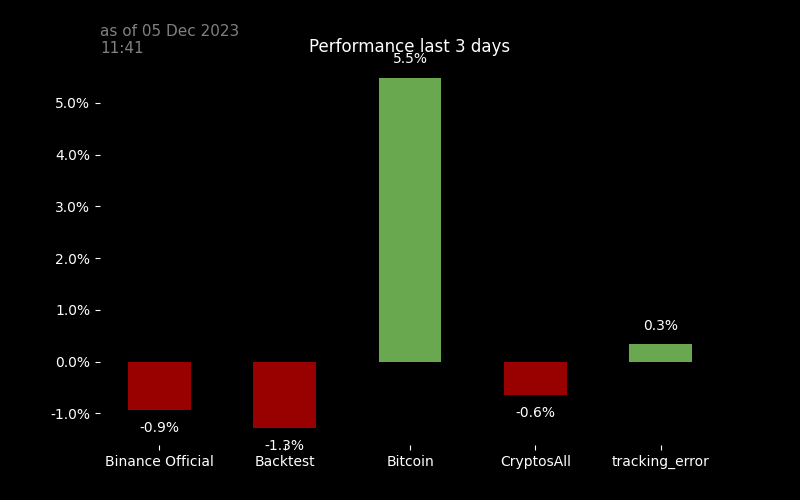 as of 05 Dec 2023
11:41
Performance last 3 days
5.5%
5.0%
4.0%
3.0%
2.0%
1.0%
0.3%
0.0%
-1.0%
-0.9%
-0.6%
-1.3%
Binance Official
Backtest
Bitcoin
CryptosAll
tracking_error